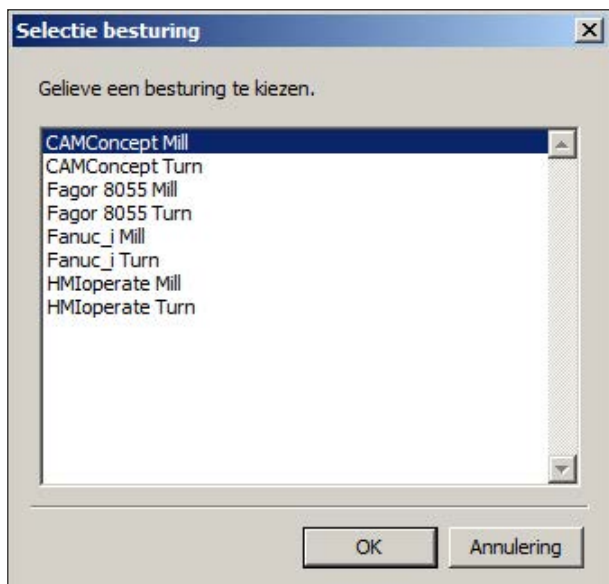 Selectie besturing
Gelieve een besturing te kiezen.
CAMConcept Mill
CAMConcept Turn
Fagor 8055 Mill
Fagor 8055 Turn
Fanuc_i Mill
Fanuc_i Turn
HMIoperate Mill
HMIoperate Turn
OK Annulering